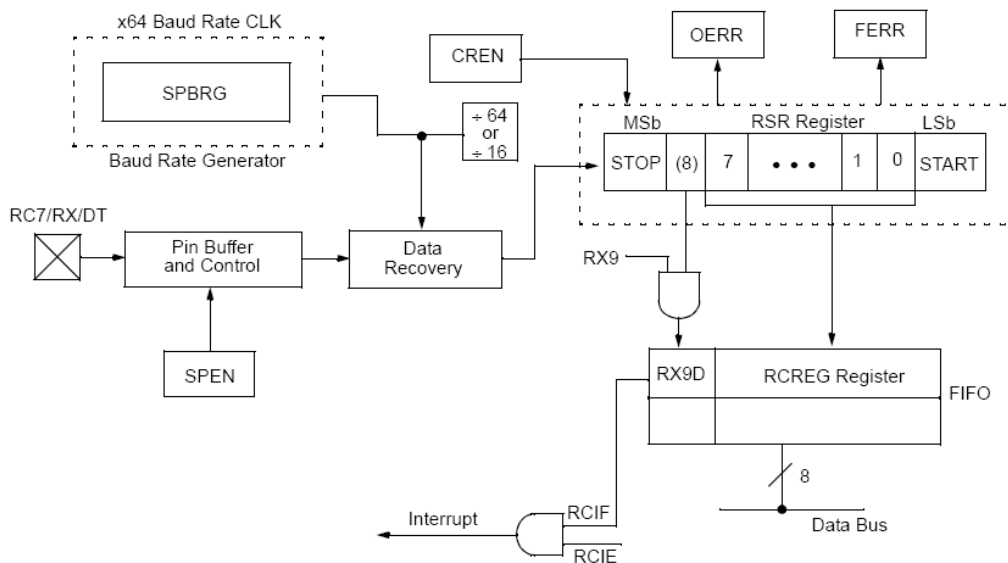 x64 Baud Rate CLK
SPBRG
Baud Rate Generator
CREN
OERR
FERR
÷ 64
or
÷ 16
MSb
RSR Register
LSb
STOP
(8)
7
• • •
1
0
START
RC7/RX/DT
Pin Buffer
and Control
Data
Recovery
SPEN
RX9
RX9D
RCREG Register
FIFO
8
Data Bus
Interrupt
RCIF
RCIE